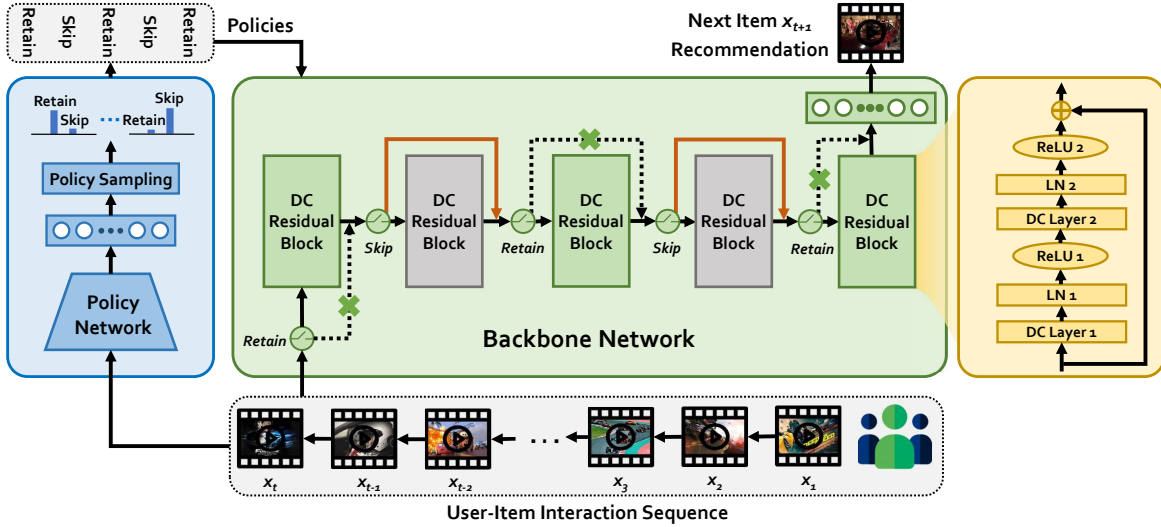 Retain
Skip
Retain
Skip
Retain
Policies
Next Item x_{t+1}
Recommendation
Retain
Skip
...
Retain
Skip
Policy Sampling
Policy
Network
DC
Residual
Block
DC
Residual
Block
DC
Residual
Block
DC
Residual
Block
DC
Residual
Block
Skip
Retain
Skip
Retain
Retain
Backbone Network
ReLU 2
LN 2
DC Layer 2
ReLU 1
LN 1
DC Layer 1
...
x_t
x_{t-1}
x_{t-2}
x_3
x_2
x_1
User-Item Interaction Sequence